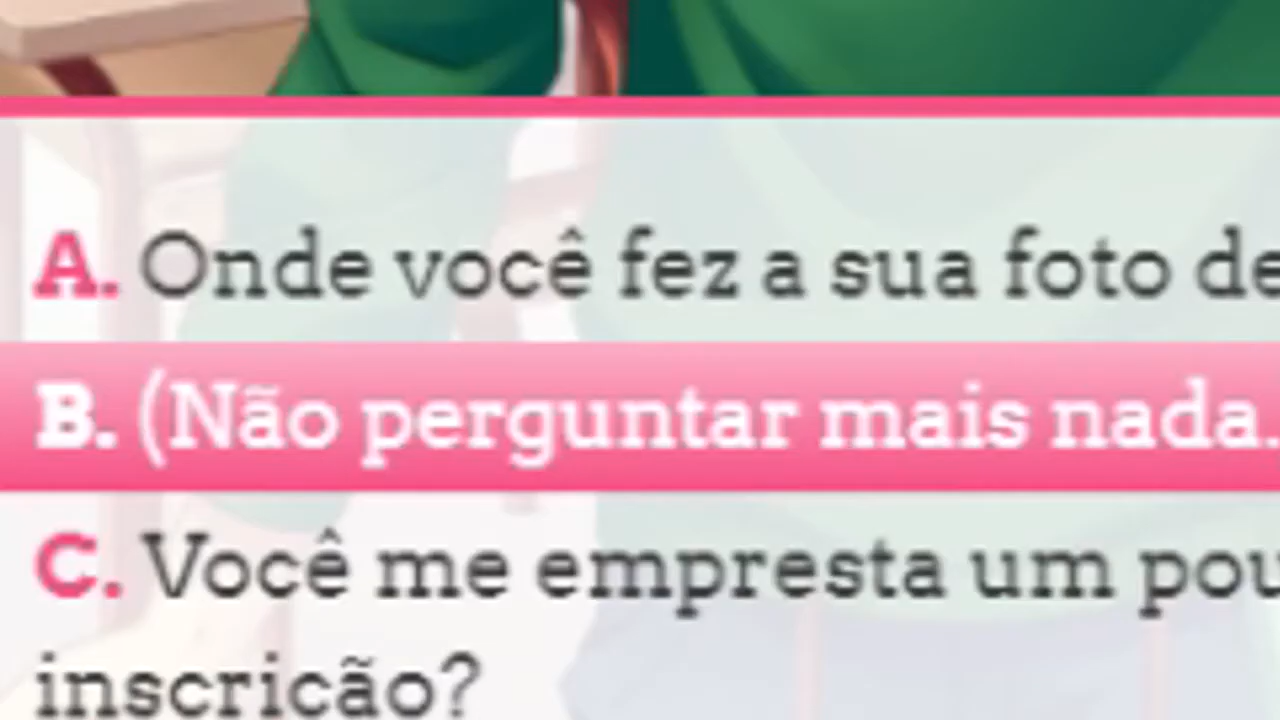 A. Onde você fez a sua foto de
B. (Não perguntar mais nada.
C. Você me empresta um pou
inscrição?